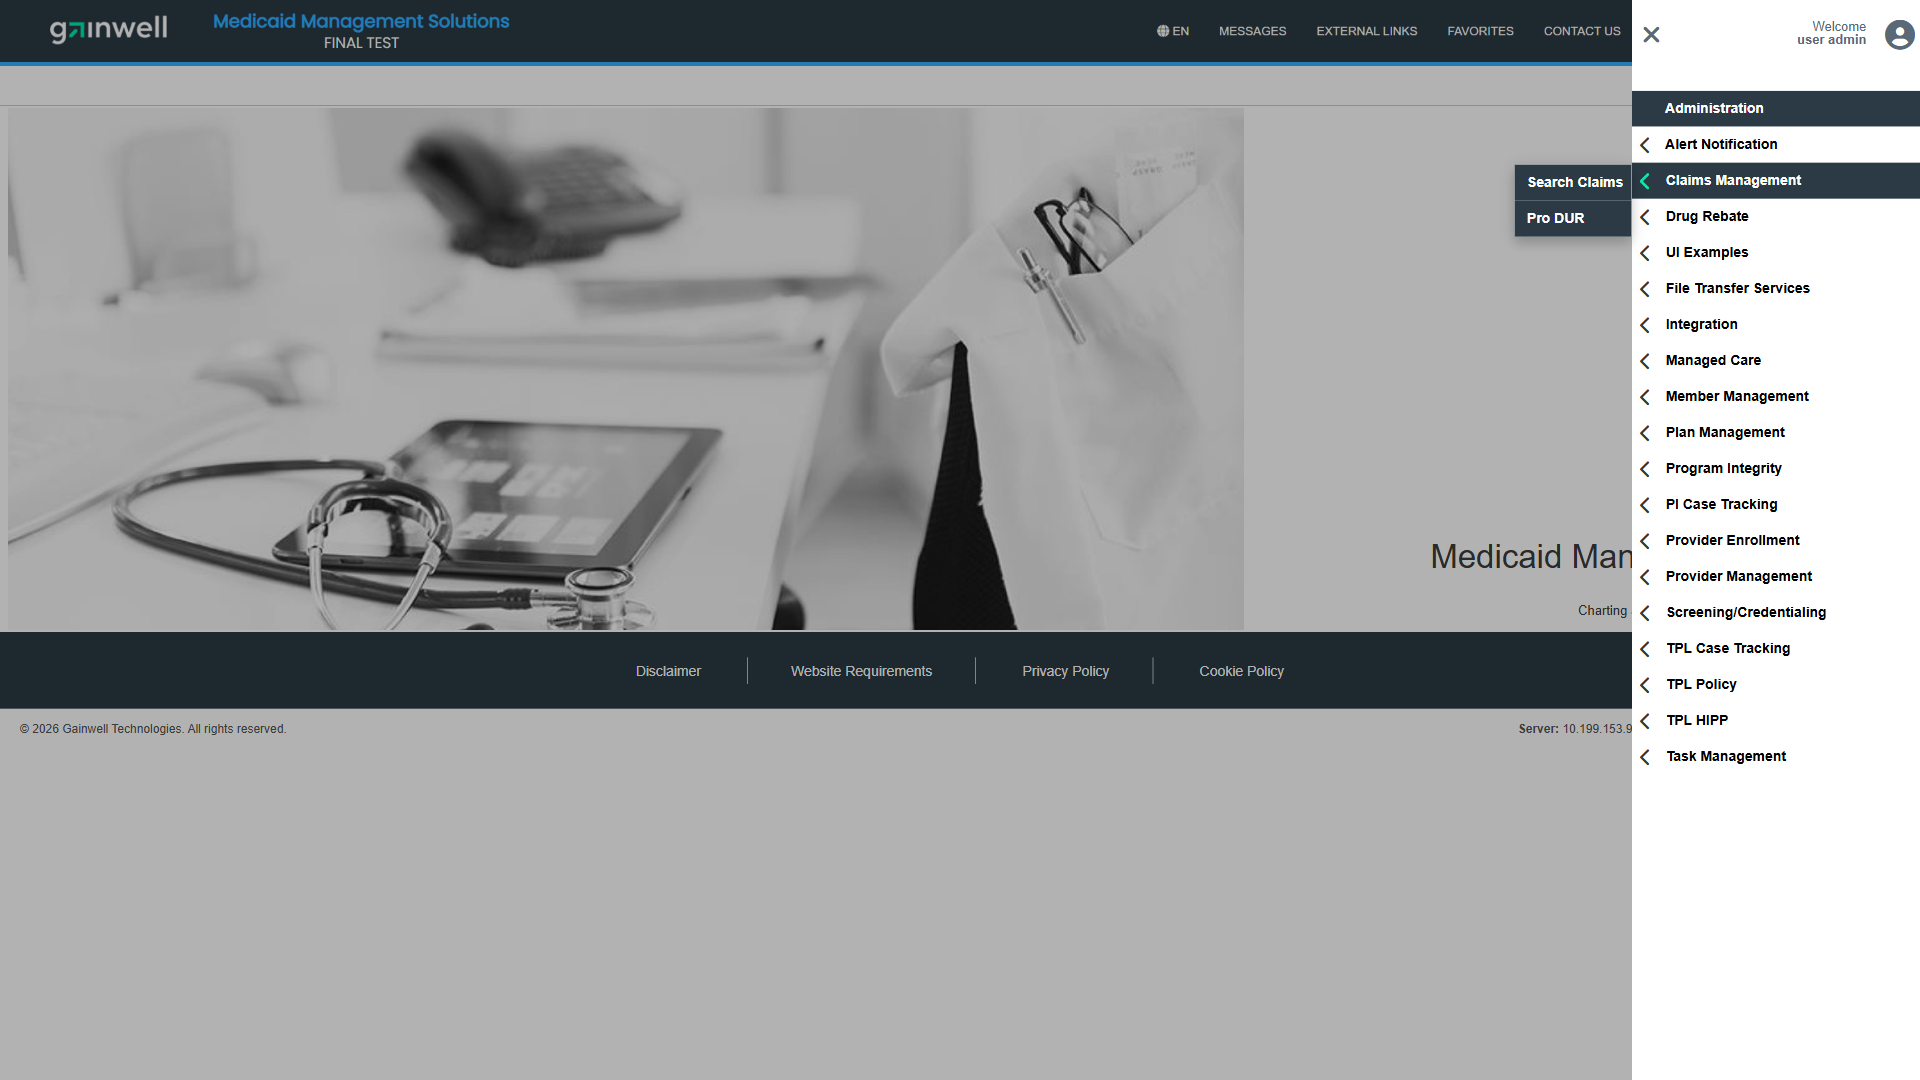 gainwell
Medicaid Management Solutions
FINAL TEST
EN
MESSAGES
EXTERNAL LINKS
FAVORITES
CONTACT US
Welcome
user admin
Administration
Alert Notification
Search Claims
Claims Management
Pro DUR
Drug Rebate
UI Examples
File Transfer Services
Integration
Managed Care
Member Management
Plan Management
Program Integrity
PI Case Tracking
Provider Enrollment
Provider Management
Screening/Credentialing
TPL Case Tracking
TPL Policy
TPL HIPP
Task Management
Medicaid Man
Charting
Disclaimer
Website Requirements
Privacy Policy
Cookie Policy
© 2026 Gainwell Technologies. All rights reserved.
Server: 10.199.153.9